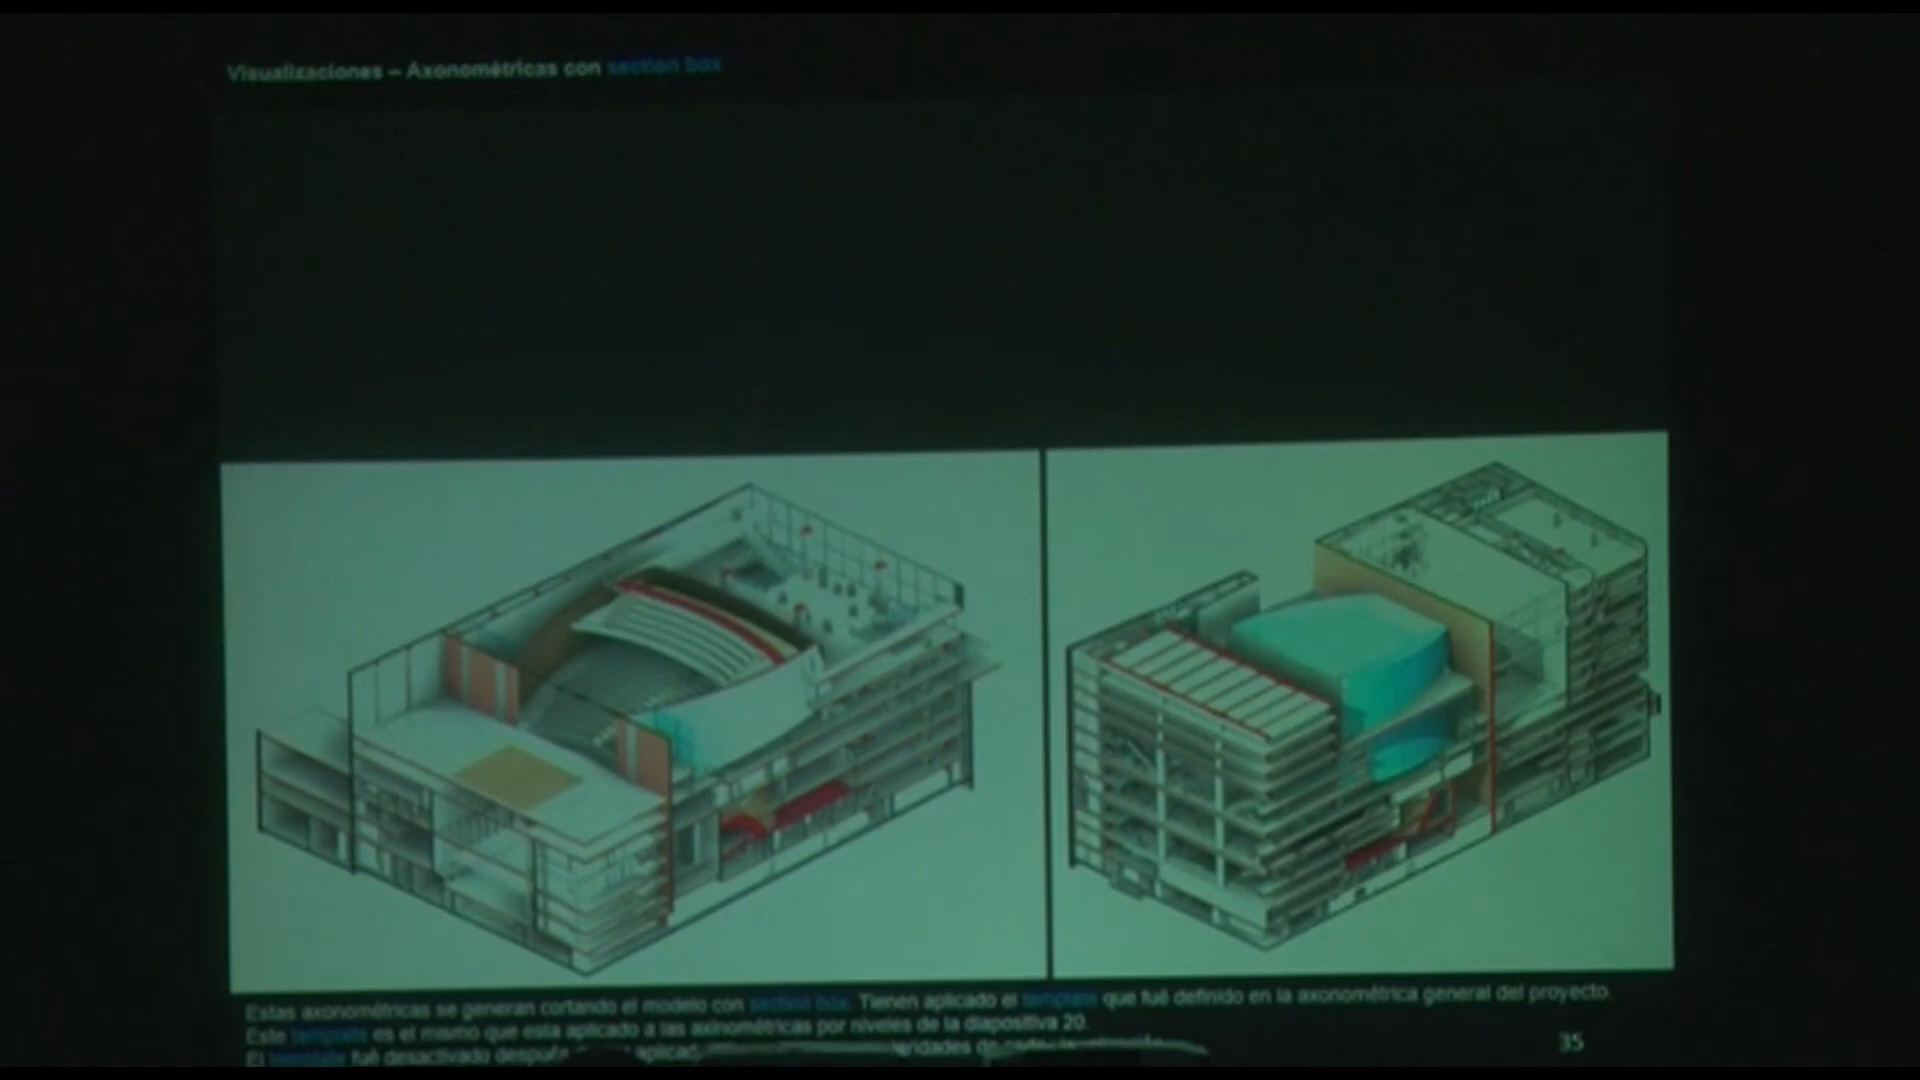 Visualizaciones – Axonométricas con section box
Estas axonométricas se generan cortando el modelo con section box. Tienen aplicado el template que fué definido en la axonométrica general del proyecto.
Este template es el mismo que esta aplicado a las axinométricas por niveles de la diapositiva 20.
El template fué desactivado después
35